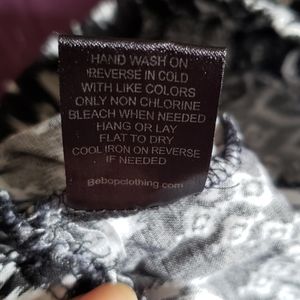 HAND WASH ON
REVERSE IN COLD
WITH LIKE COLORS
ONLY NON CHLORINE
BLEACH WHEN NEEDED
HANG OR LAY
FLAT TO DRY
COOL IRON ON REVERSE
IF NEEDED
Bebopclothing.com